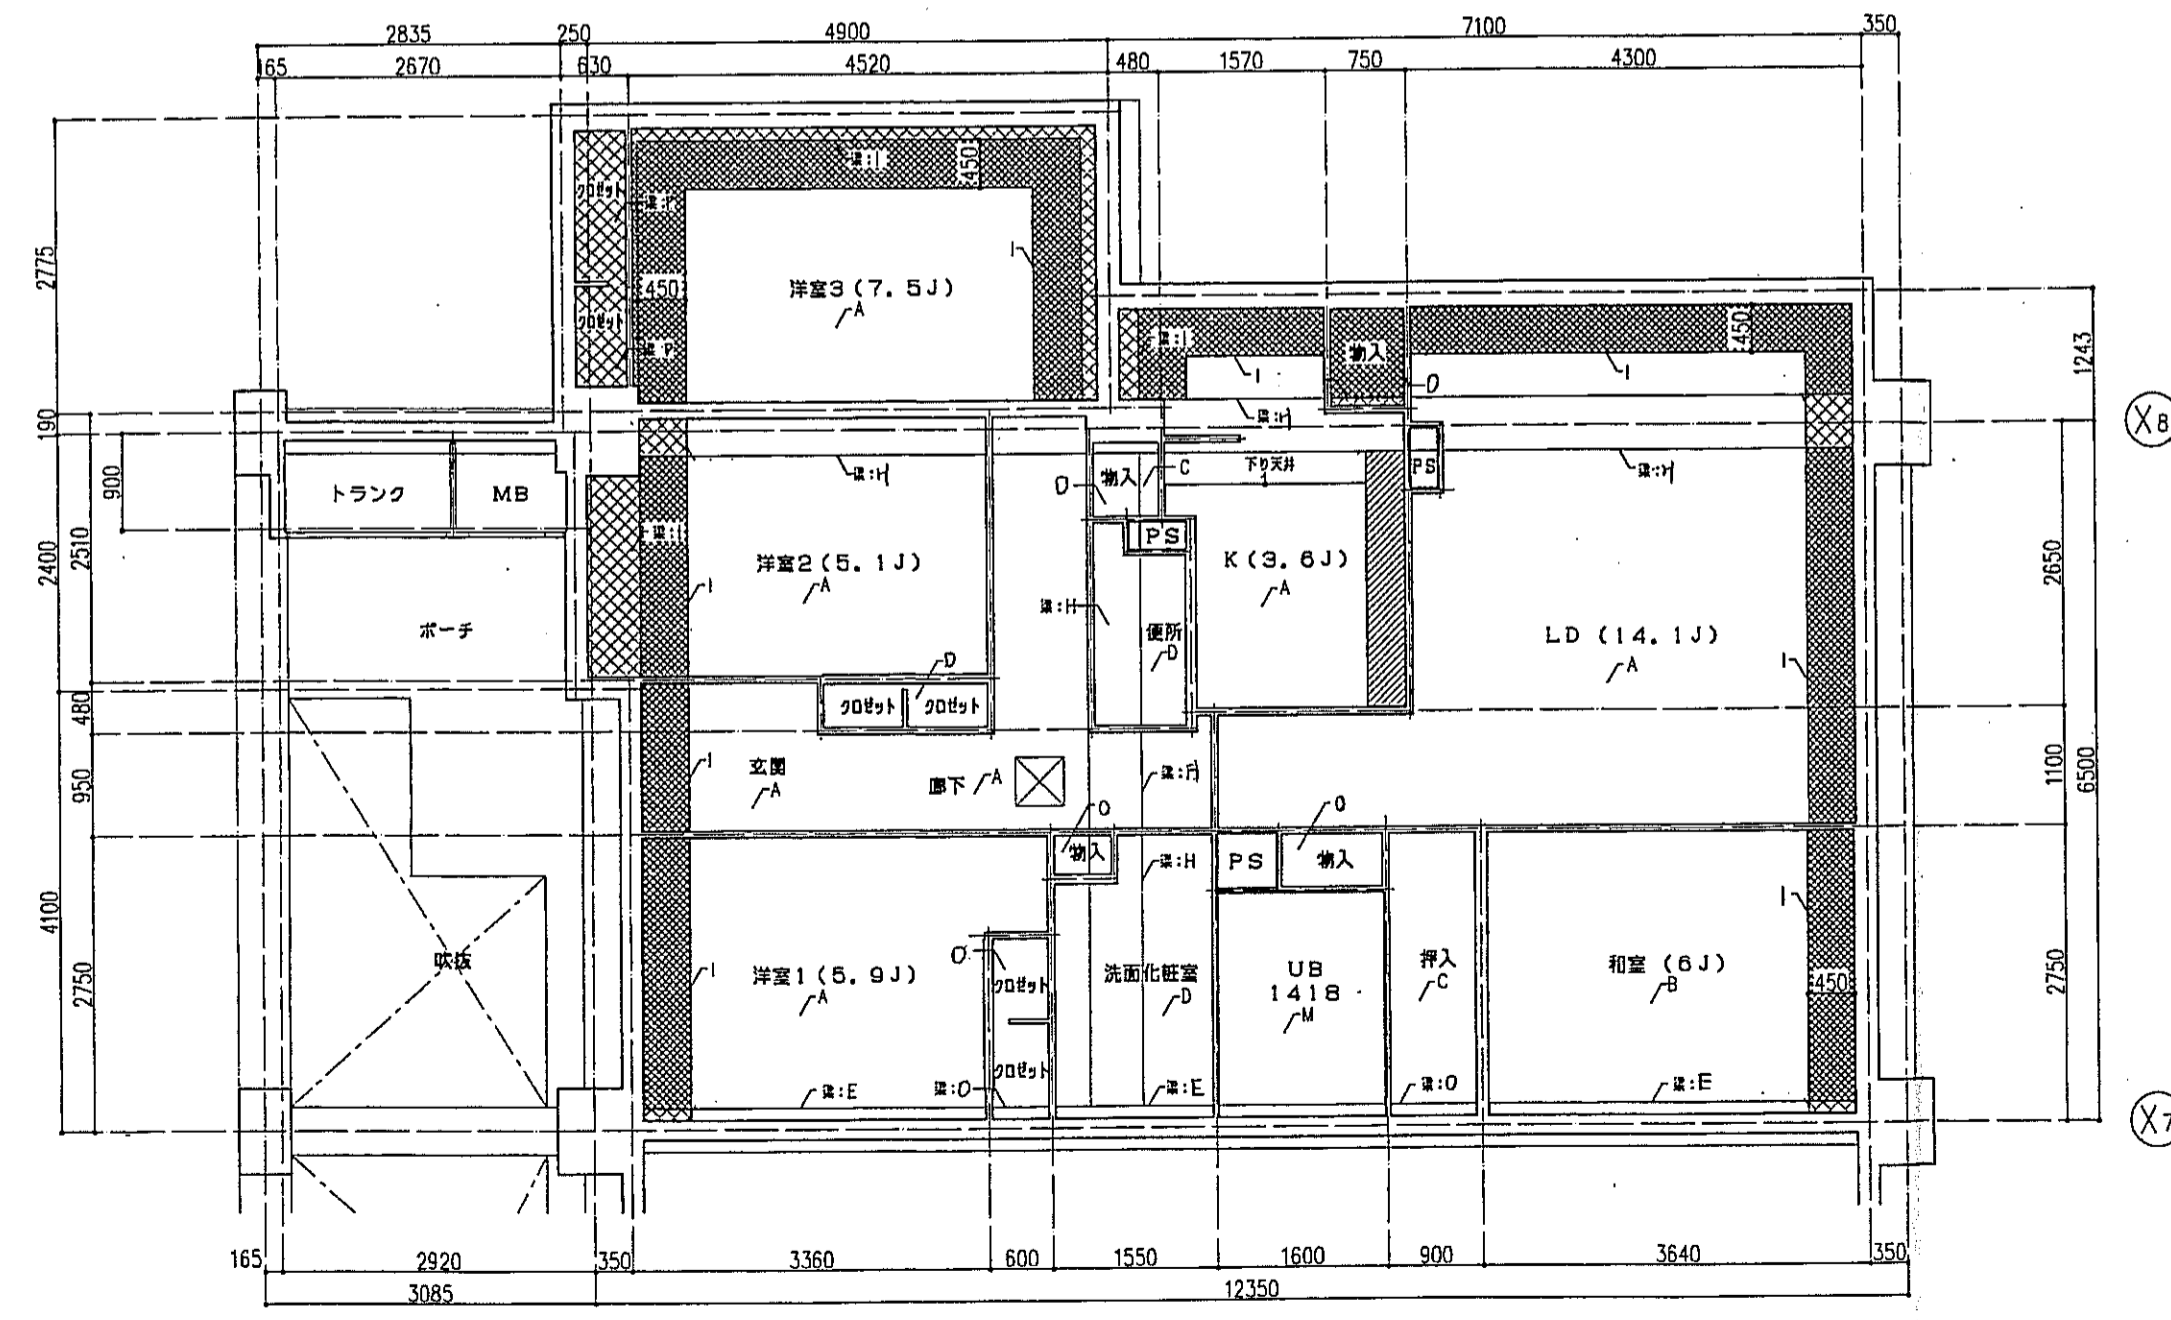 2835 250 4900 7100 350
165 2670 630 4520 480 1570 750 4300
梁:I
450
クロゼット
梁:P
2775
450
洋室3(7.5J)
A
I
クロゼット
梁:P
梁:I
物入
450
1243
I
I
D
190
梁:H
X8
900
トランク
MB
梁:H
物入
C
下り天井
PS
梁:H
D
2400
2510
梁:I
PS
洋室2(5.1J)
A
I
K(3.6J)
A
2650
梁:H
ポーチ
便所
D
LD (14.1J)
A
I
D
480
クロゼット
クロゼット
玄関
A
I
廊下
A
梁:H
950
1100
6500
O
O
物入
梁:H
PS
物入
4100
I
O
吹抜
2750
洋室1(5.9J)
A
I
クロゼット
洗面化粧室
D
UB
1418
M
押入
C
和室 (6J)
B
450
2750
クロゼット
梁:E
梁:O
梁:E
梁:O
梁:E
X7
165 2920 350 3360 600 1550 1600 900 3640 350
3085 12350